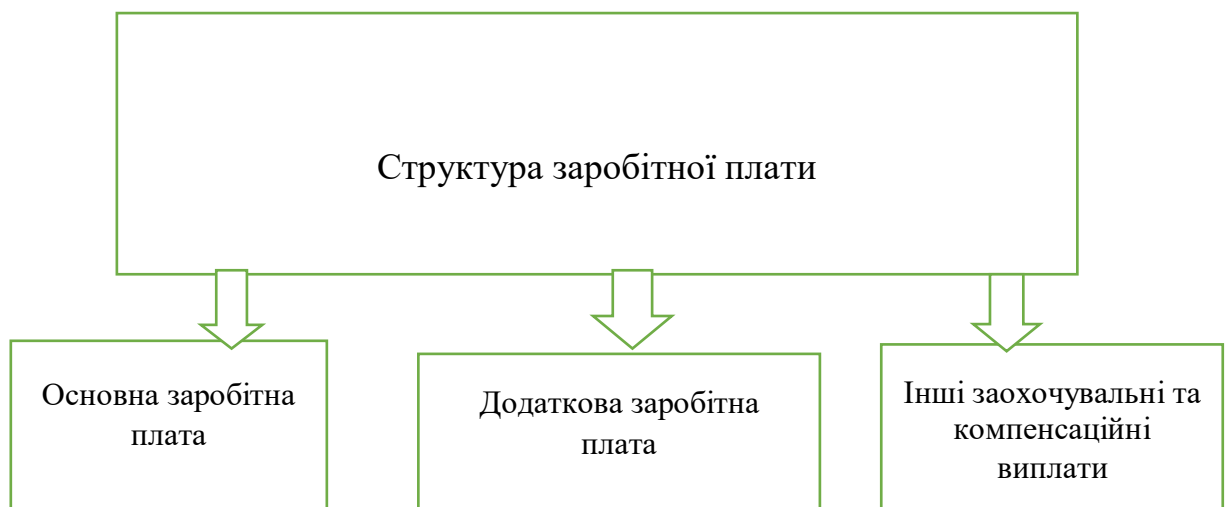 Структура заробітної плати
Основна заробітна
плата
Додаткова заробітна
плата
Інші заохочувальні та
компенсаційні
виплати